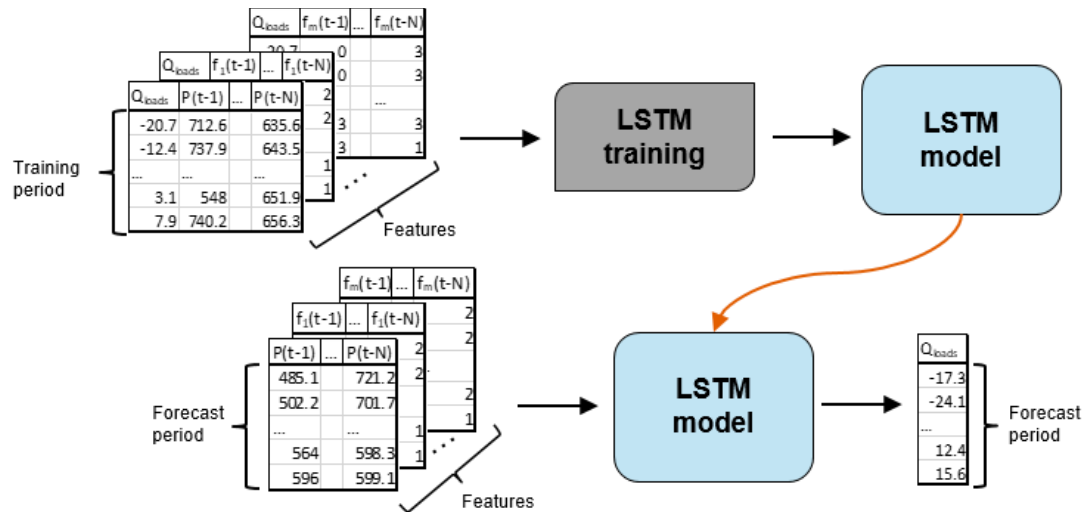 Qloads fm(t-1) ... fm(t-N)
-20.7 0 3
0 3
...
3 3
3 1
Qloads f1(t-1) ... f1(t-N)
2
2
1
1
Qloads P(t-1) ... P(t-N)
-20.7 712.6 635.6
-12.4 737.9 643.5
... ... ...
3.1 548 651.9
7.9 740.2 656.3
Training
period
...
Features
LSTM
training
LSTM
model
fm(t-1) ... fm(t-N)
2
2
2
1
f1(t-1) ... f1(t-N)
2
2
1
1
P(t-1) ... P(t-N)
485.1 721.2
502.2 701.7
... ...
564 598.3
596 599.1
Forecast
period
...
Features
LSTM
model
Qloads
-17.3
-24.1
...
12.4
15.6
Forecast
period